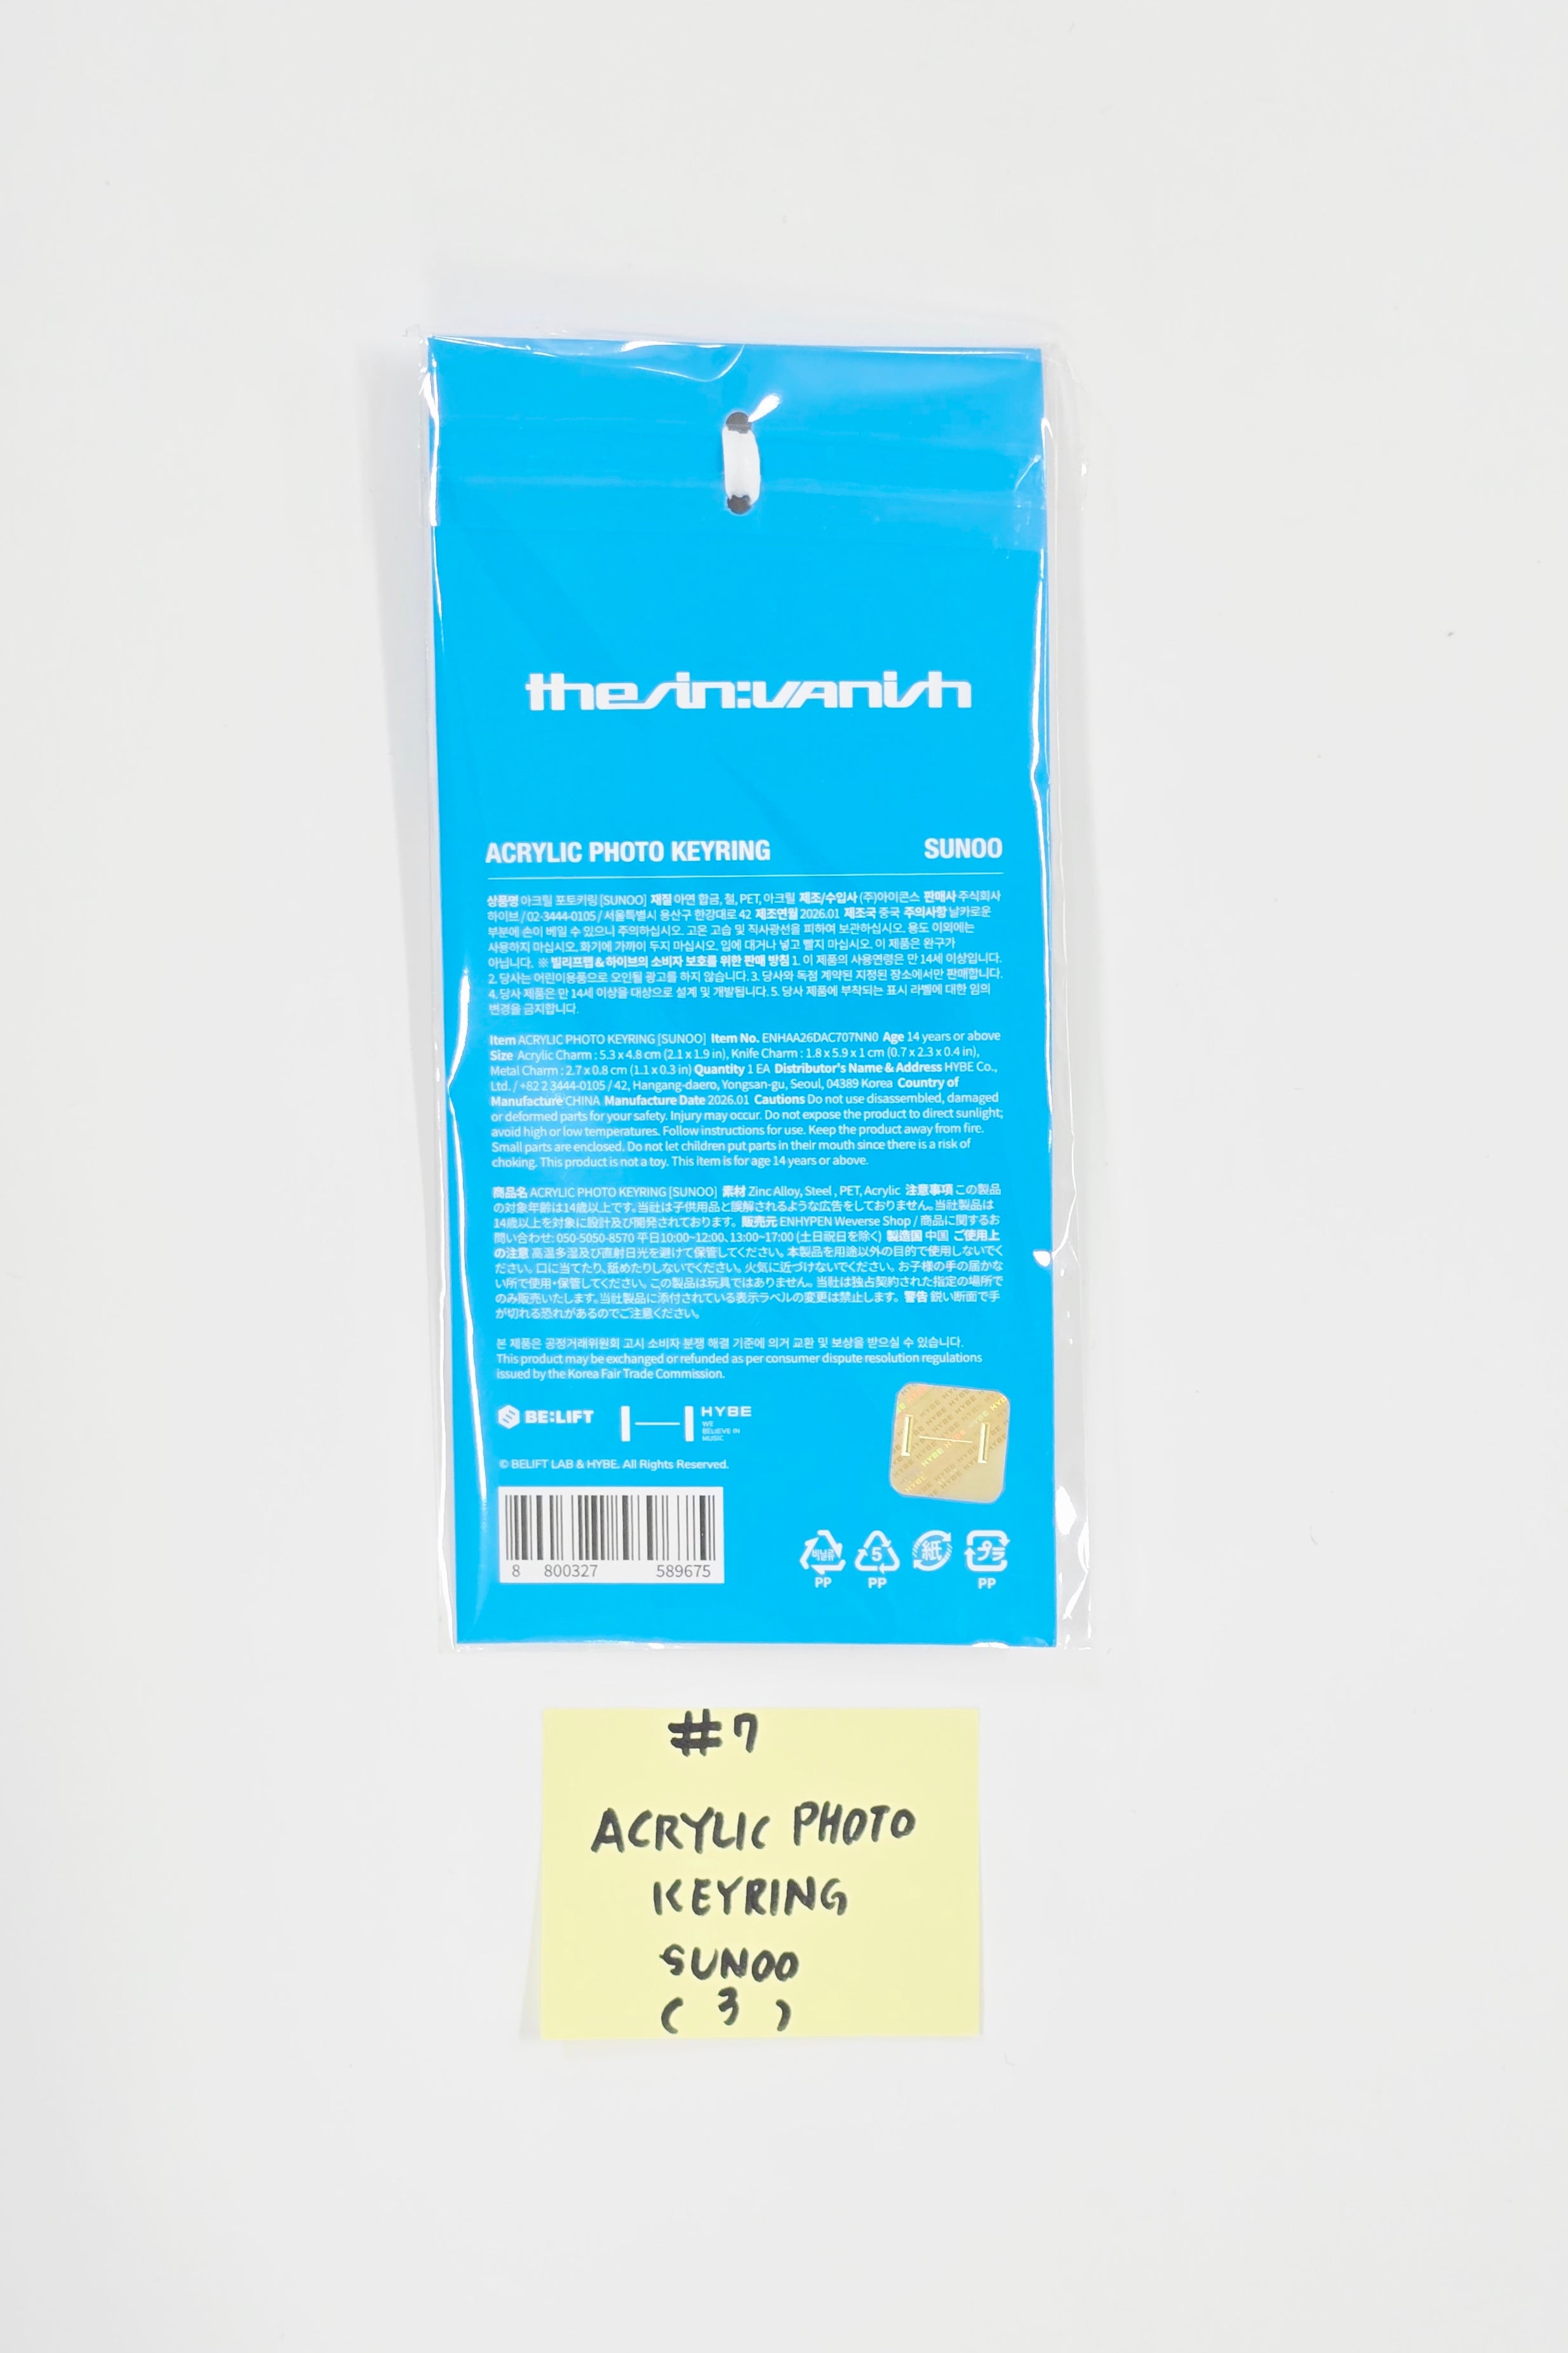 the sin:vanish
ACRYLIC PHOTO KEYRING
SUNOO
상품명 아크릴 포토키링 [SUNOO] 재질 아연 합금, 철, PET, 아크릴 제조/수입사 (주)아이콘스 판매사 주식회사
하이브 / 02-3444-0105 / 서울특별시 용산구 한강대로 42 제조연월 2026.01 제조국 중국 주의사항 날카로운
부분에 손이 베일 수 있으니 주의하십시오. 고온 고습 및 직사광선을 피하여 보관하십시오. 용도 이외에는
사용하지 마십시오. 화기에 가까이 두지 마십시오. 입에 대거나 넣고 빨지 마십시오. 이 제품은 완구가
아닙니다. ※ 빌리프랩&하이브의 소비자 보호를 위한 판매 방침 1. 이 제품의 사용연령은 만 14세 이상입니다.
2. 당사는 어린이용품으로 오인될 광고를 하지 않습니다. 3. 당사와 독점 계약된 지정된 장소에서만 판매합니다.
4. 당사 제품은 만 14세 이상을 대상으로 설계 및 개발됩니다. 5. 당사 제품에 부착되는 표시 라벨에 대한 임의
변경을 금지합니다.
Item ACRYLIC PHOTO KEYRING [SUNOO] Item No. ENHAA26DAC707NN0 Age 14 years or above
Size Acrylic Charm : 5.3 x 4.8 cm (2.1 x 1.9 in), Knife Charm : 1.8 x 5.9 x 1 cm (0.7 x 2.3 x 0.4 in),
Metal Charm : 2.7 x 0.8 cm (1.1 x 0.3 in) Quantity 1 EA Distributor's Name & Address HYBE Co.,
Ltd. / +82 2 3444-0105 / 42, Hangang-daero, Yongsan-gu, Seoul, 04389 Korea Country of
Manufacture CHINA Manufacture Date 2026.01 Cautions Do not use disassembled, damaged
or deformed parts for your safety. Injury may occur. Do not expose the product to direct sunlight;
avoid high or low temperatures. Follow instructions for use. Keep the product away from fire.
Small parts are enclosed. Do not let children put parts in their mouth since there is a risk of
choking. This product is not a toy. This item is for age 14 years or above.
商品名 ACRYLIC PHOTO KEYRING [SUNOO] 素材 Zinc Alloy, Steel , PET, Acrylic 注意事項 この製品
の対象年齢は14歳以上です。当社は子供用品と誤解されるような広告をしておりません。当社製品は
14歳以上を対象に設計及び開発されております。 販売元 ENHYPEN Weverse Shop / 商品に関するお
問い合わせ: 050-5050-8570 平日10:00~12:00、13:00~17:00 (土日祝日を除く) 製造国 中国 ご使用上
の注意 高温多湿及び直射日光を避けて保管してください。本製品を用途以外の目的で使用しないでく
ださい。口に当てたり、舐めたりしないでください。火気に近づけないでください。お子様の手の届かな
い所で使用・保管してください。この製品は玩具ではありません。当社は独占契約された指定の場所で
のみ販売いたします。当社製品に添付されている表示ラベルの変更は禁止します。 警告 鋭い断面で手
が切れる恐れがあるのでご注意ください。
본 제품은 공정거래위원회 고시 소비자 분쟁 해결 기준에 의거 교환 및 보상을 받으실 수 있습니다.
This product may be exchanged or refunded as per consumer dispute resolution regulations
issued by the Korea Fair Trade Commission.
BE:LIFT
HYBE
WE
BELIEVE IN
MUSIC
© BELIFT LAB & HYBE. All Rights Reserved.
8 800327 589675
비닐류
PP
5
PP
紙
プラ
PP
#7
ACRYLIC PHOTO
KEYRING
SUNOO
( 3 )